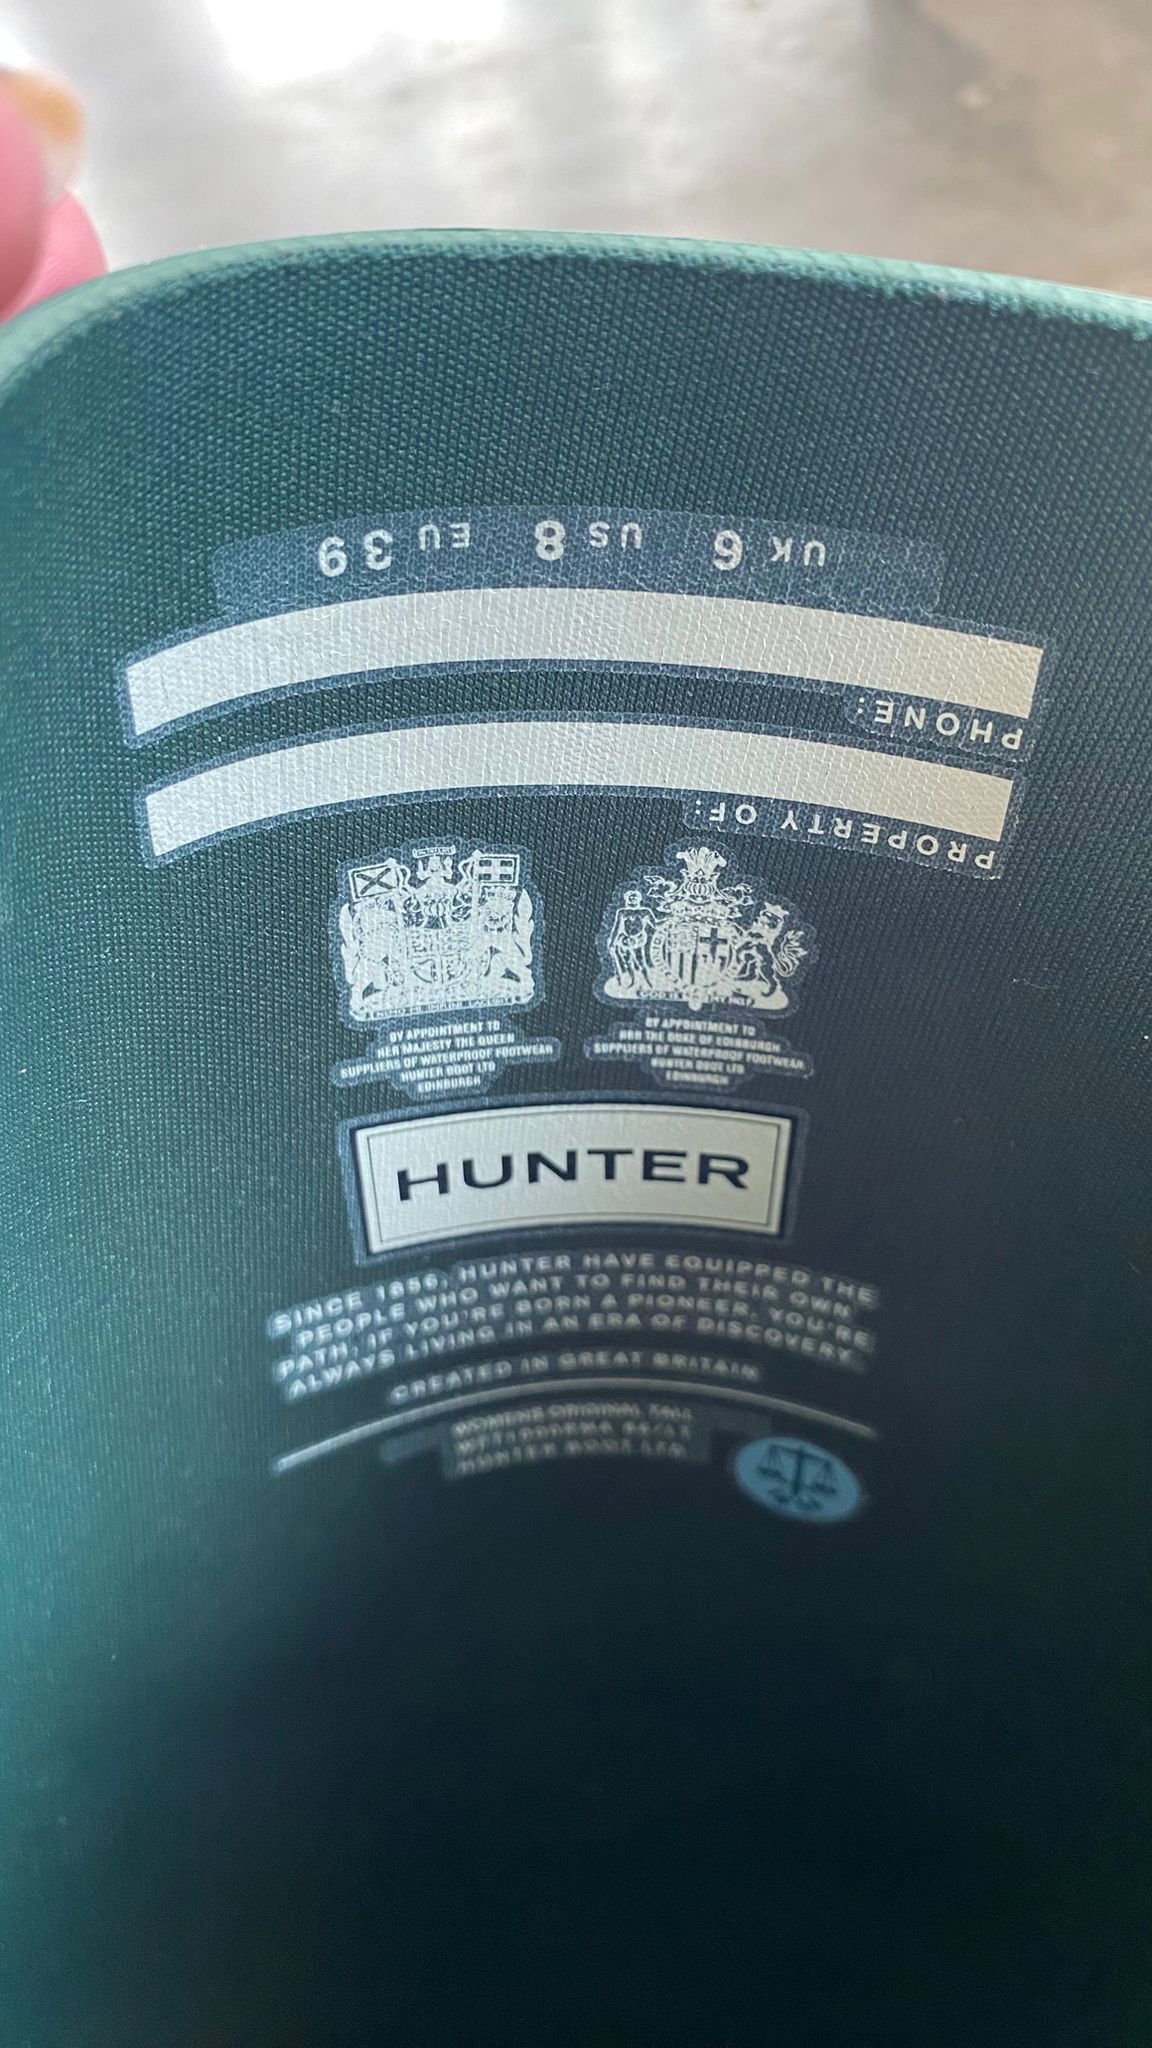 UK 6 US 8 EU 39
PHONE:
PROPERTY OF:
BY APPOINTMENT TO
HER MAJESTY THE QUEEN
SUPPLIERS OF WATERPROOF FOOTWEAR
HUNTER BOOT LTD
EDINBURGH
BY APPOINTMENT TO
HRH THE DUKE OF EDINBURGH
SUPPLIERS OF WATERPROOF FOOTWEAR
HUNTER BOOT LTD
EDINBURGH
HUNTER
SINCE 1856, HUNTER HAVE EQUIPPED THE
PEOPLE WHO WANT TO FIND THEIR OWN
PATH. IF YOU'RE BORN A PIONEER, YOU'RE
ALWAYS LIVING IN AN ERA OF DISCOVERY.
CREATED IN GREAT BRITAIN
WOMENS ORIGINAL TALL
HUNTER BOOT LTD.